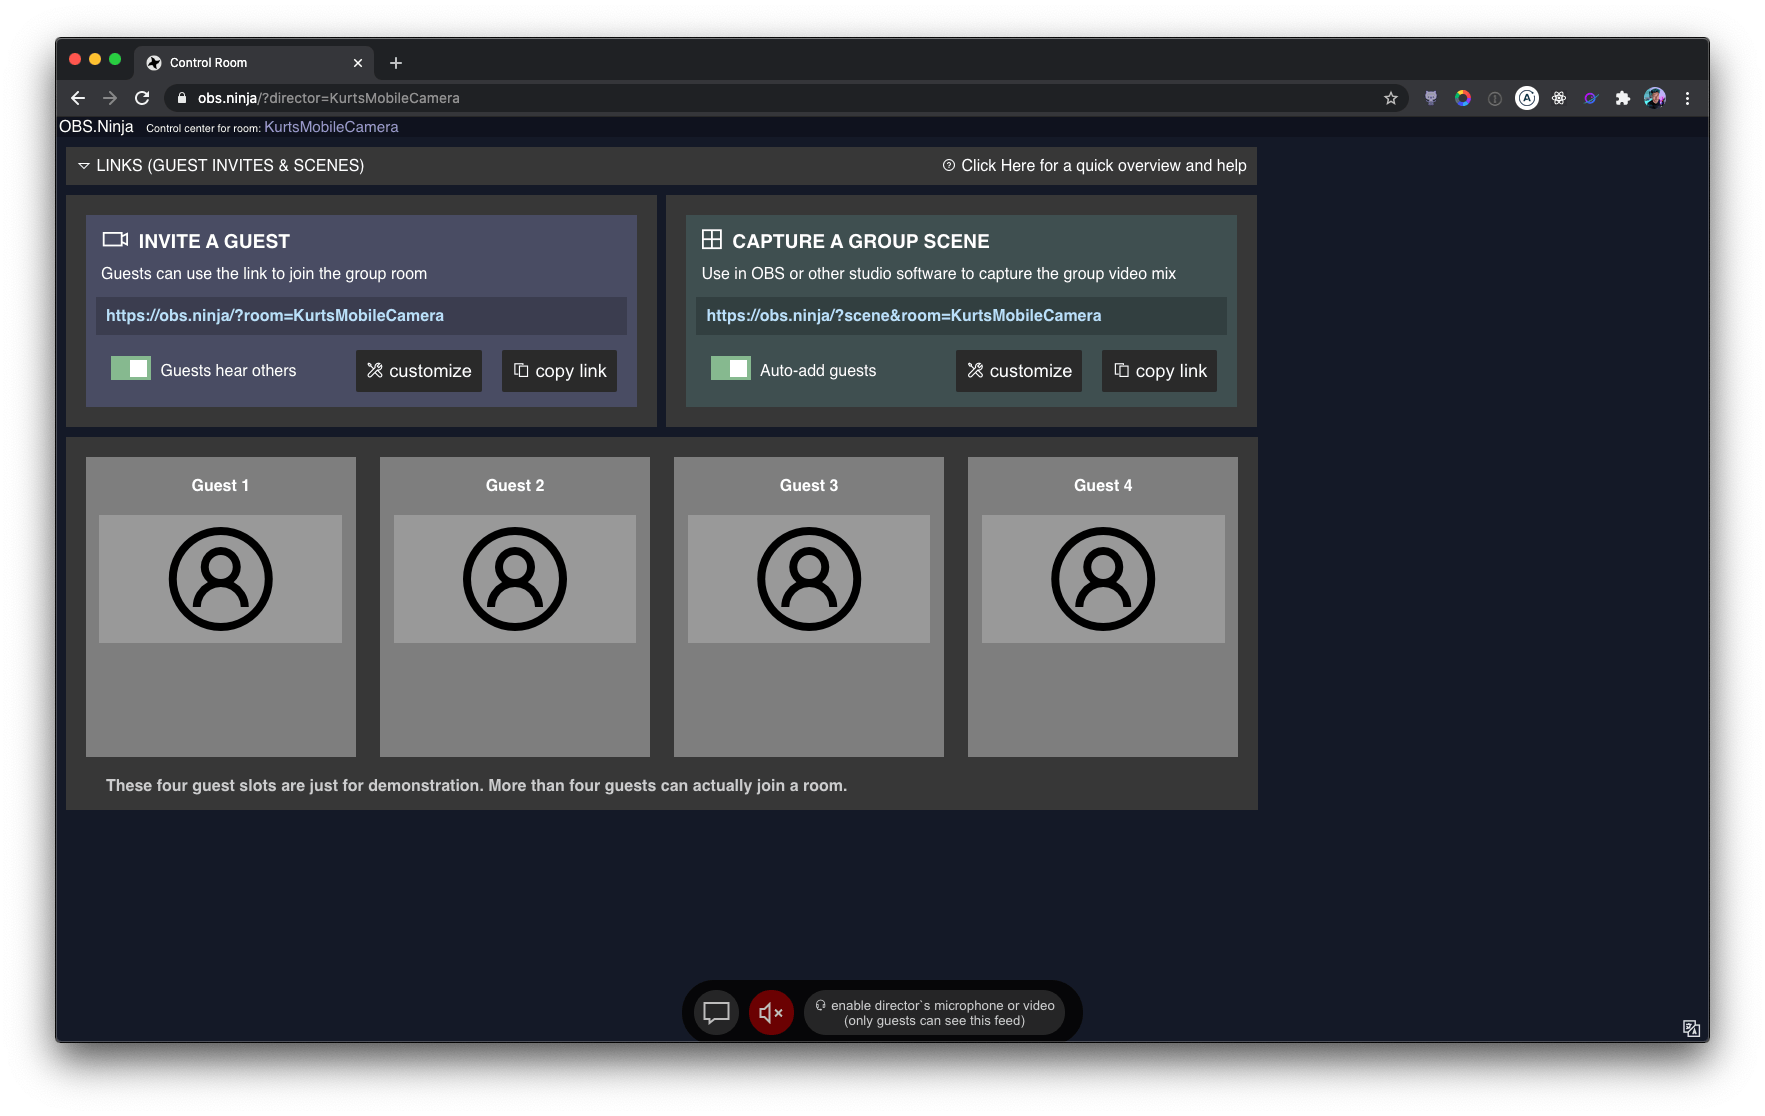 Control Room
obs.ninja/?director=KurtsMobileCamera
OBS.Ninja Control center for room: KurtsMobileCamera
LINKS (GUEST INVITES & SCENES)
Click Here for a quick overview and help
INVITE A GUEST
Guests can use the link to join the group room
https://obs.ninja/?room=KurtsMobileCamera
Guests hear others
customize
copy link
CAPTURE A GROUP SCENE
Use in OBS or other studio software to capture the group video mix
https://obs.ninja/?scene&room=KurtsMobileCamera
Auto-add guests
customize
copy link
Guest 1
Guest 2
Guest 3
Guest 4
These four guest slots are just for demonstration. More than four guests can actually join a room.
enable director`s microphone or video
(only guests can see this feed)